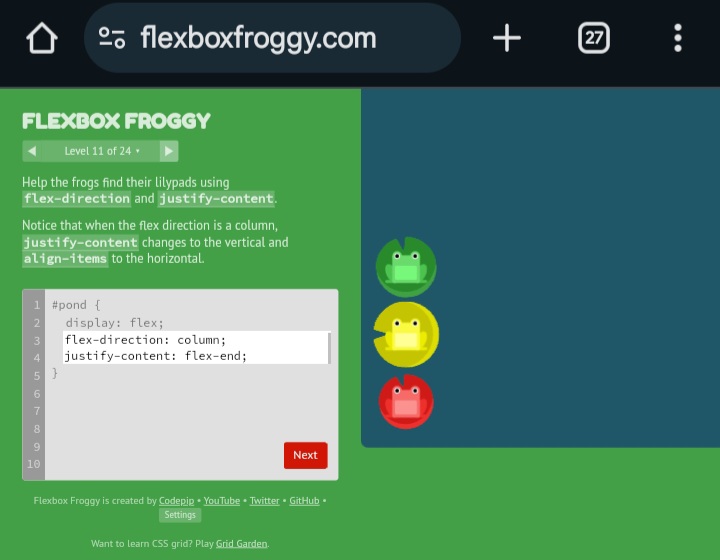 flexboxfroggy.com
27
FLEXBOX FROGGY
Level 11 of 24
Help the frogs find their lilypads using
flex-direction and justify-content.
Notice that when the flex direction is a column,
justify-content changes to the vertical and
align-items to the horizontal.
1 #pond {
2 display: flex;
3 flex-direction: column;
4 justify-content: flex-end;
5 }
6
7
8
9
10
Next
Flexbox Froggy is created by Codepip • YouTube • Twitter • GitHub •
Settings
Want to learn CSS grid? Play Grid Garden.